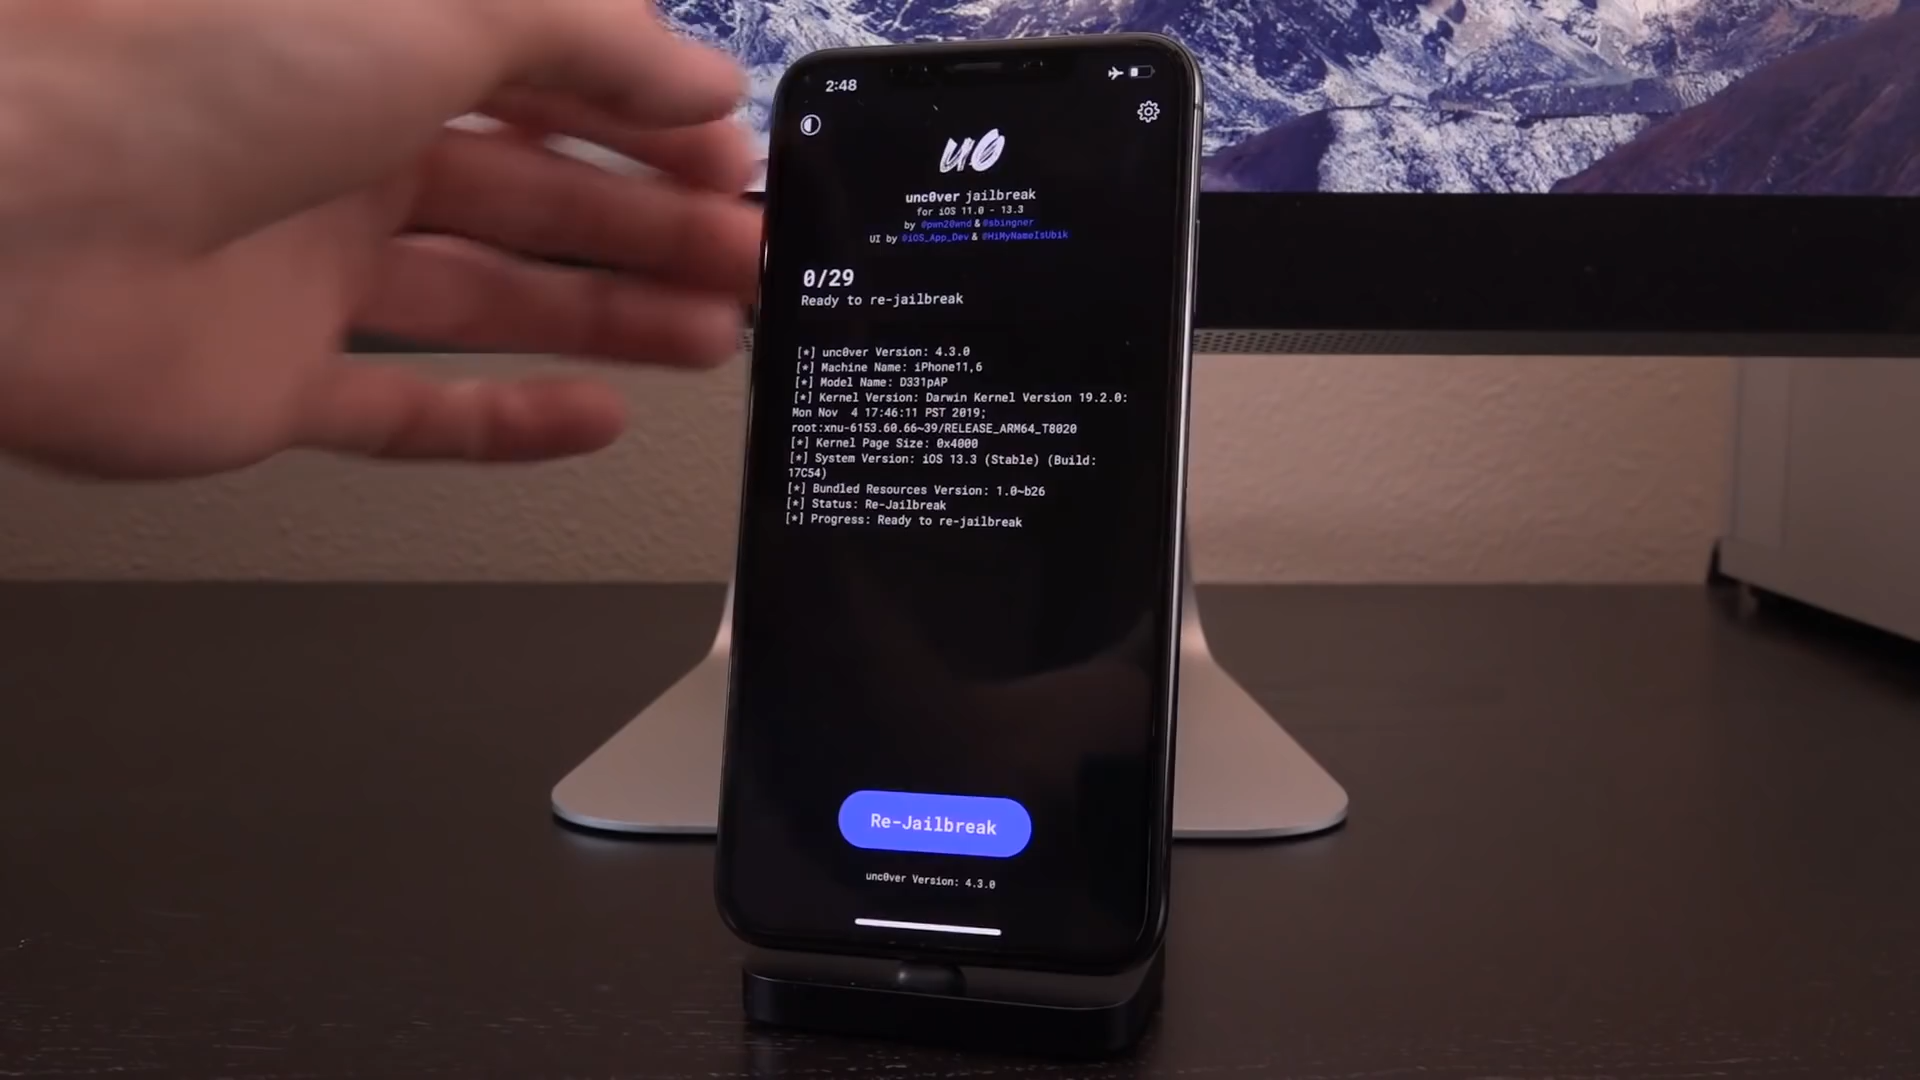 2:48
u0
unc0ver jailbreak
for iOS 11.0 - 13.3
by @pwn20wnd & @sbingner
UI by @iOS_App_Dev & @HiMyNameIsUbik
0/29
Ready to re-jailbreak
[*] unc0ver Version: 4.3.0
[*] Machine Name: iPhone11,6
[*] Model Name: D331pAP
[*] Kernel Version: Darwin Kernel Version 19.2.0:
Mon Nov  4 17:46:11 PST 2019;
root:xnu-6153.60.66~39/RELEASE_ARM64_T8020
[*] Kernel Page Size: 0x4000
[*] System Version: iOS 13.3 (Stable) (Build:
17C54)
[*] Bundled Resources Version: 1.0~b26
[*] Status: Re-Jailbreak
[*] Progress: Ready to re-jailbreak
Re-Jailbreak
unc0ver Version: 4.3.0